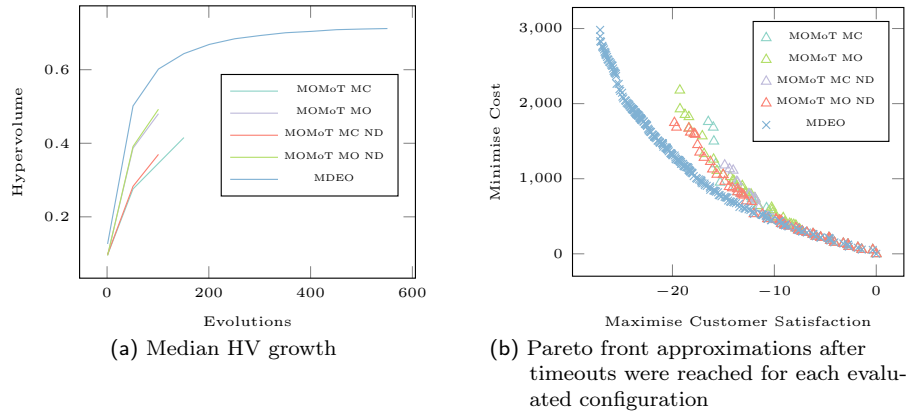 Hypervolume
0.6
0.4
0.2
0
200
400
600
Evolutions
MOMoT MC
MOMoT MO
MOMoT MC ND
MOMoT MO ND
MDEO
(a) Median HV growth
Minimise Cost
3,000
2,000
1,000
0
−20
−10
0
Maximise Customer Satisfaction
MOMoT MC
MOMoT MO
MOMoT MC ND
MOMoT MO ND
MDEO
(b) Pareto front approximations after
timeouts were reached for each evalu-
ated configuration